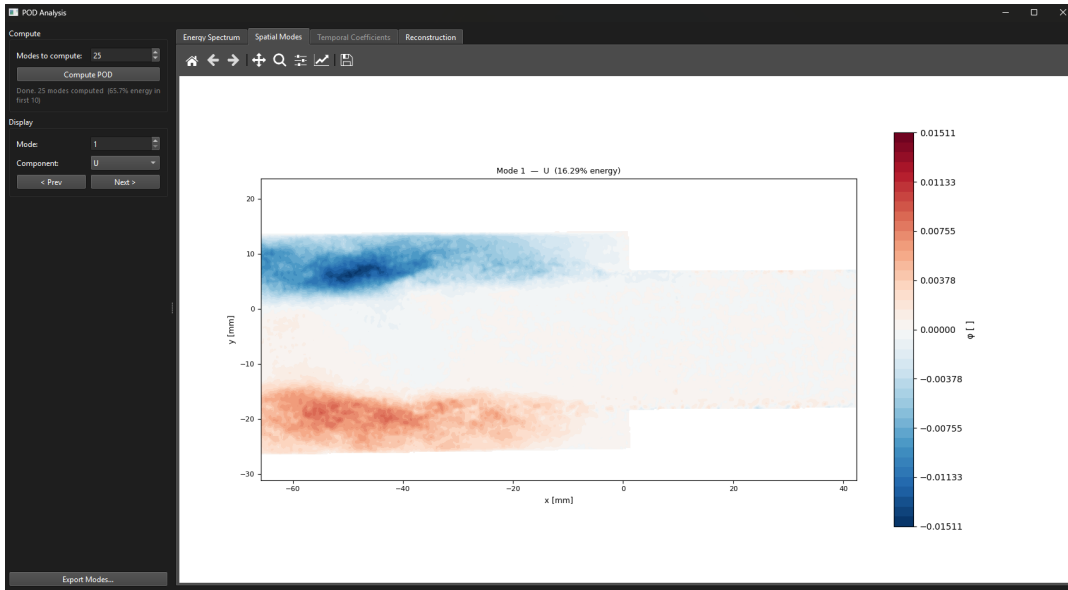 POD Analysis
Compute
Modes to compute: 25
Compute POD
Done. 25 modes computed (65.7% energy in
first 10)
Display
Mode: 1
Component: U
< Prev Next >
Export Modes...
Energy Spectrum Spatial Modes Temporal Coefficients Reconstruction
Mode 1 — U (16.29% energy)
20
10
0
−10
−20
−30
y [mm]
−60 −40 −20 0 20 40
x [mm]
0.01511
0.01133
0.00755
0.00378
0.00000
−0.00378
−0.00755
−0.01133
−0.01511
φ [ ]